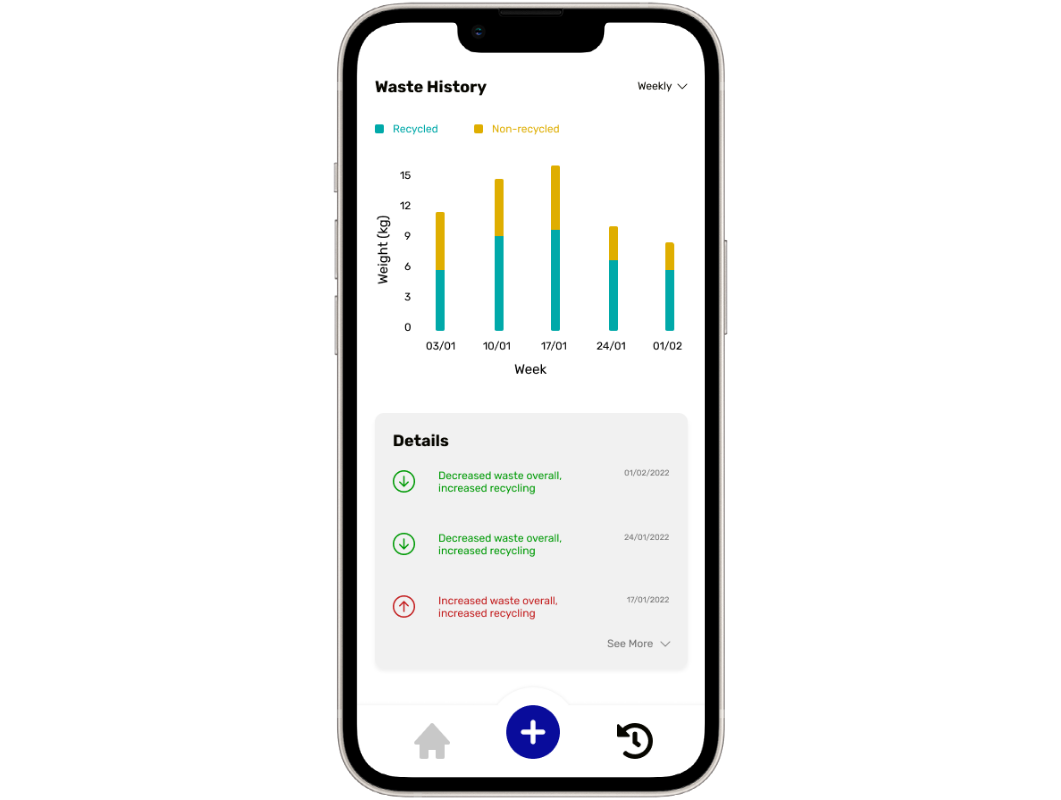 Waste History
Weekly
Recycled
Non-recycled
15
12
9
6
3
0
Weight (kg)
03/01
10/01
17/01
24/01
01/02
Week
Details
Decreased waste overall,
increased recycling
01/02/2022
Decreased waste overall,
increased recycling
24/01/2022
Increased waste overall,
increased recycling
17/01/2022
See More